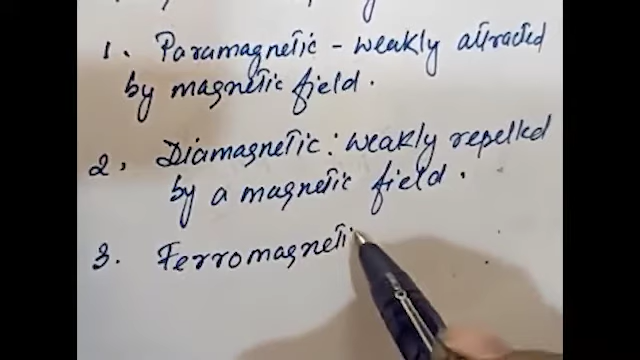 1. Paramagnetic - weakly attracted
by magnetic field.
2. Diamagnetic : weakly repelled
by a magnetic field.
3. Ferromagneti